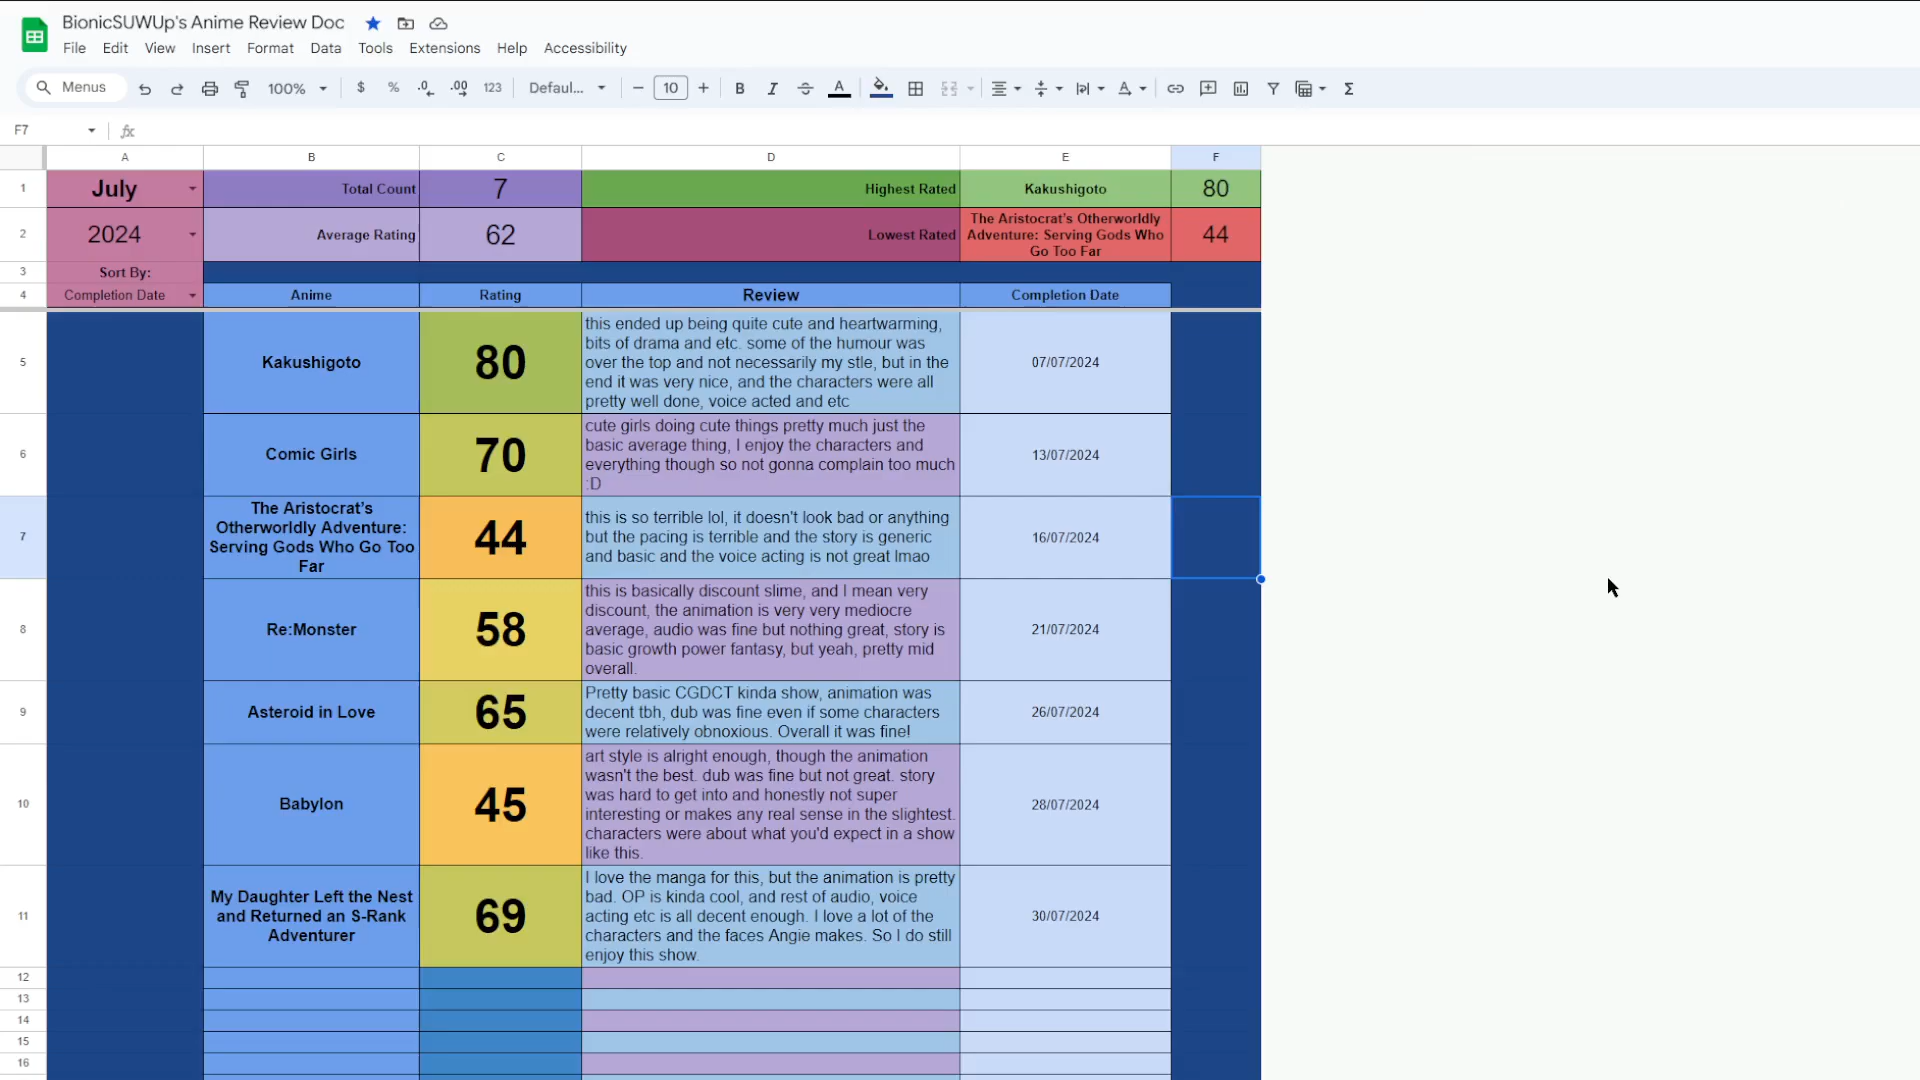 BionicSUWUp's Anime Review Doc
File Edit View Insert Format Data Tools Extensions Help Accessibility
Menus 100% $ % .0 .00 123 Defaul... − 10 + B I A Σ
F7 fx
A B C D E F
1 July Total Count 7 Highest Rated Kakushigoto 80
2 2024 Average Rating 62 Lowest Rated The Aristocrat's Otherworldly
Adventure: Serving Gods Who
Go Too Far 44
3 Sort By:
4 Completion Date Anime Rating Review Completion Date
5 Kakushigoto 80
this ended up being quite cute and heartwarming,
bits of drama and etc. some of the humour was
over the top and not necessarily my stle, but in the
end it was very nice, and the characters were all
pretty well done, voice acted and etc
07/07/2024
6 Comic Girls 70
cute girls doing cute things pretty much just the
basic average thing, I enjoy the characters and
everything though so not gonna complain too much
:D
13/07/2024
7
The Aristocrat's
Otherworldly Adventure:
Serving Gods Who Go Too
Far
44
this is so terrible lol, it doesn't look bad or anything
but the pacing is terrible and the story is generic
and basic and the voice acting is not great lmao
16/07/2024
8 Re:Monster 58
this is basically discount slime, and I mean very
discount, the animation is very very mediocre
average, audio was fine but nothing great, story is
basic growth power fantasy, but yeah, pretty mid
overall.
21/07/2024
9 Asteroid in Love 65
Pretty basic CGDCT kinda show, animation was
decent tbh, dub was fine even if some characters
were relatively obnoxious. Overall it was fine!
26/07/2024
10 Babylon 45
art style is alright enough, though the animation
wasn't the best. dub was fine but not great. story
was hard to get into and honestly not super
interesting or makes any real sense in the slightest.
characters were about what you'd expect in a show
like this.
28/07/2024
11
My Daughter Left the Nest
and Returned an S-Rank
Adventurer
69
I love the manga for this, but the animation is pretty
bad. OP is kinda cool, and rest of audio, voice
acting etc is all decent enough. I love a lot of the
characters and the faces Angie makes. So I do still
enjoy this show.
30/07/2024
12
13
14
15
16